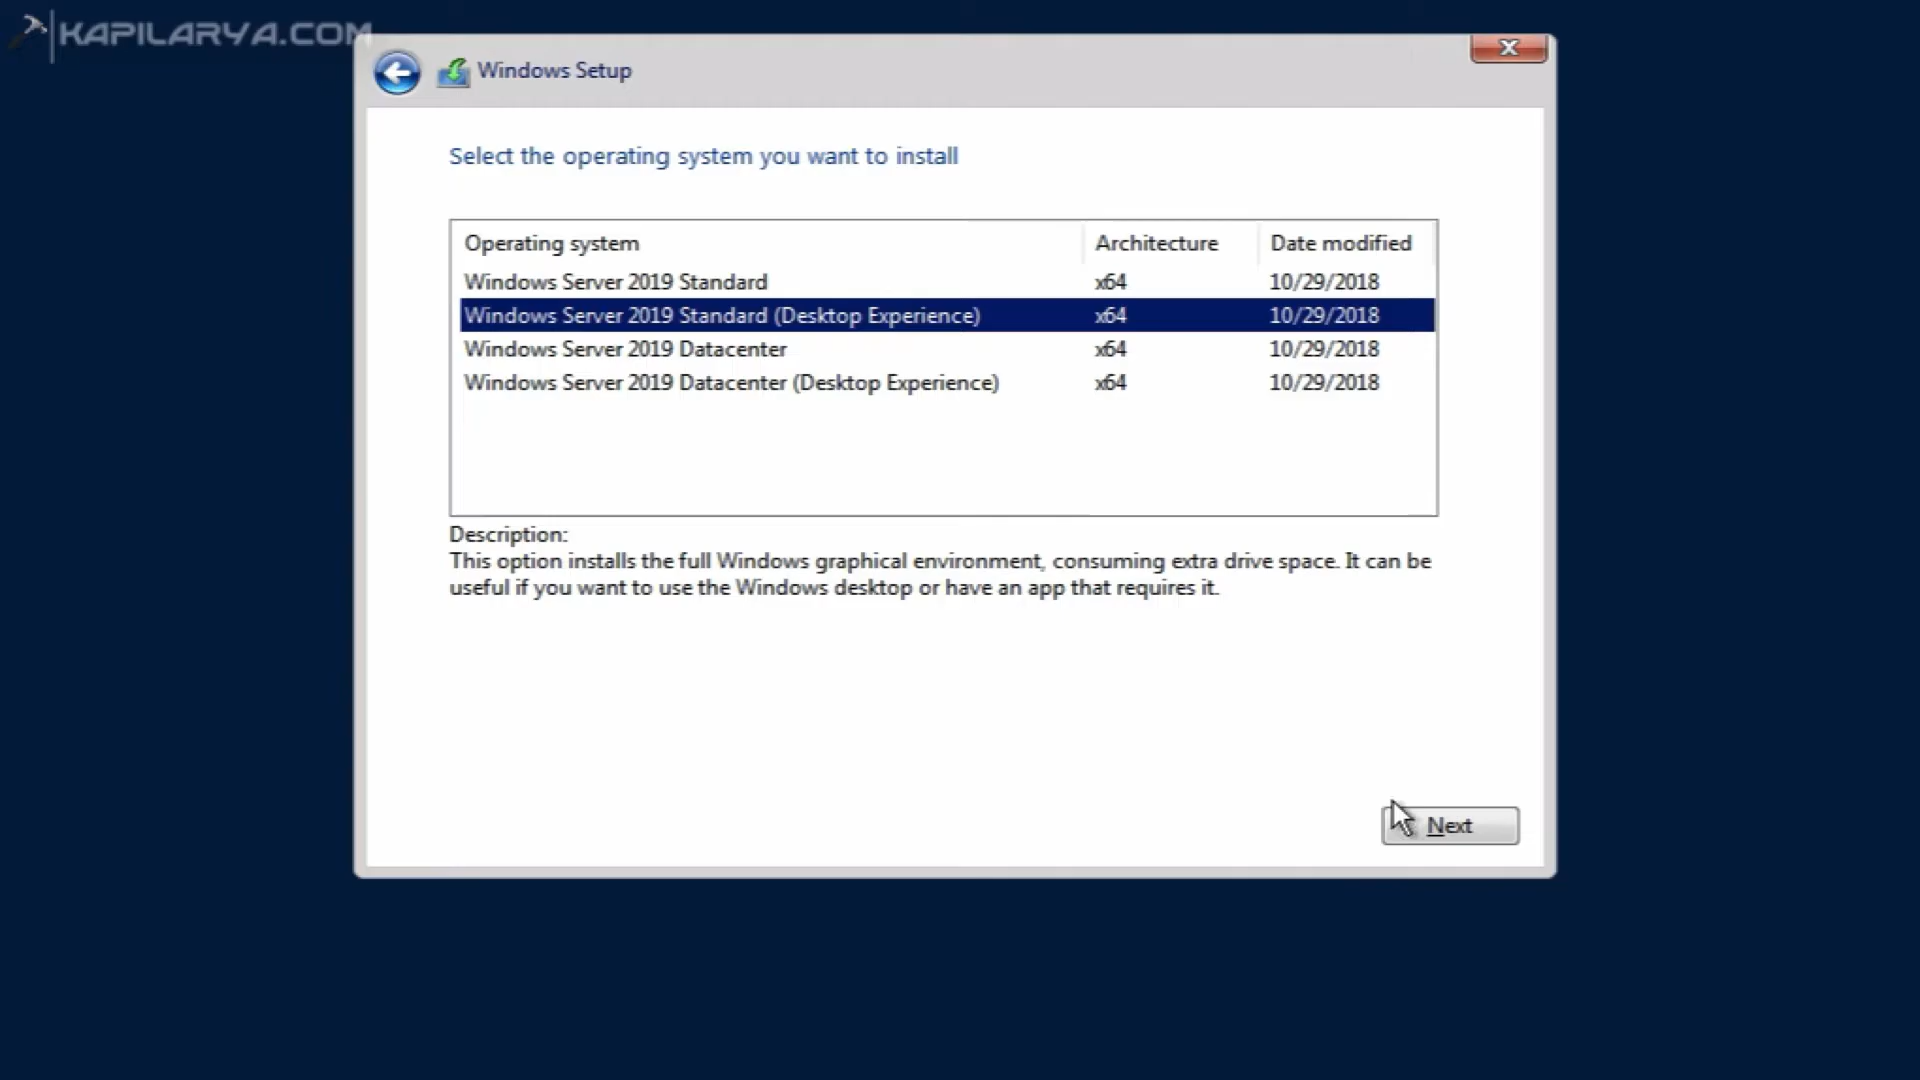 KAPILARYA.COM
Windows Setup
X
Select the operating system you want to install
Operating system Architecture Date modified
Windows Server 2019 Standard x64 10/29/2018
Windows Server 2019 Standard (Desktop Experience) x64 10/29/2018
Windows Server 2019 Datacenter x64 10/29/2018
Windows Server 2019 Datacenter (Desktop Experience) x64 10/29/2018
Description:
This option installs the full Windows graphical environment, consuming extra drive space. It can be
useful if you want to use the Windows desktop or have an app that requires it.
Next